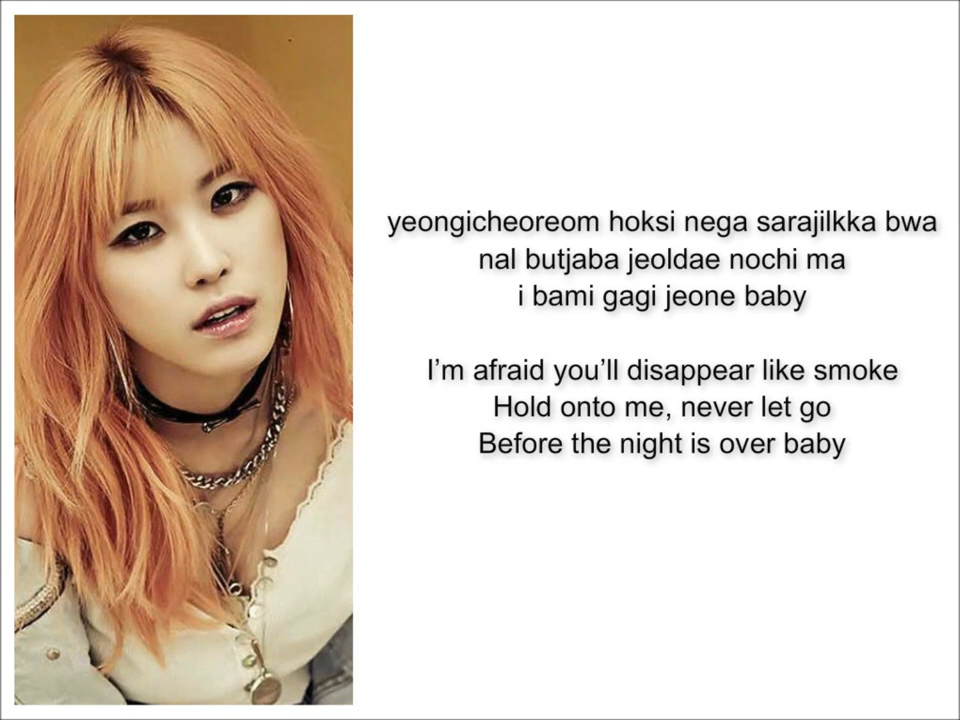 yeongicheoreom hoksi nega sarajilkka bwa
nal butjaba jeoldae nochi ma
i bami gagi jeone baby
I’m afraid you’ll disappear like smoke
Hold onto me, never let go
Before the night is over baby